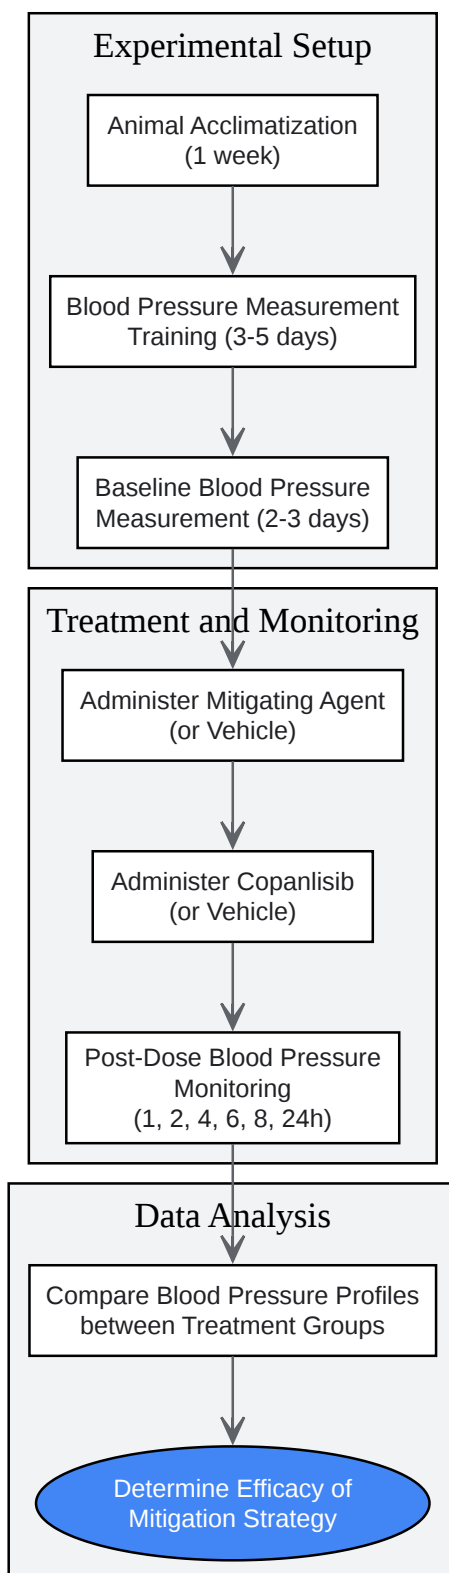 Experimental Setup
Animal Acclimatization
(1 week)
Blood Pressure Measurement
Training (3-5 days)
Baseline Blood Pressure
Measurement (2-3 days)
Treatment and Monitoring
Administer Mitigating Agent
(or Vehicle)
Administer Copanlisib
(or Vehicle)
Post-Dose Blood Pressure
Monitoring
(1, 2, 4, 6, 8, 24h)
Data Analysis
Compare Blood Pressure Profiles
between Treatment Groups
Determine Efficacy of
Mitigation Strategy